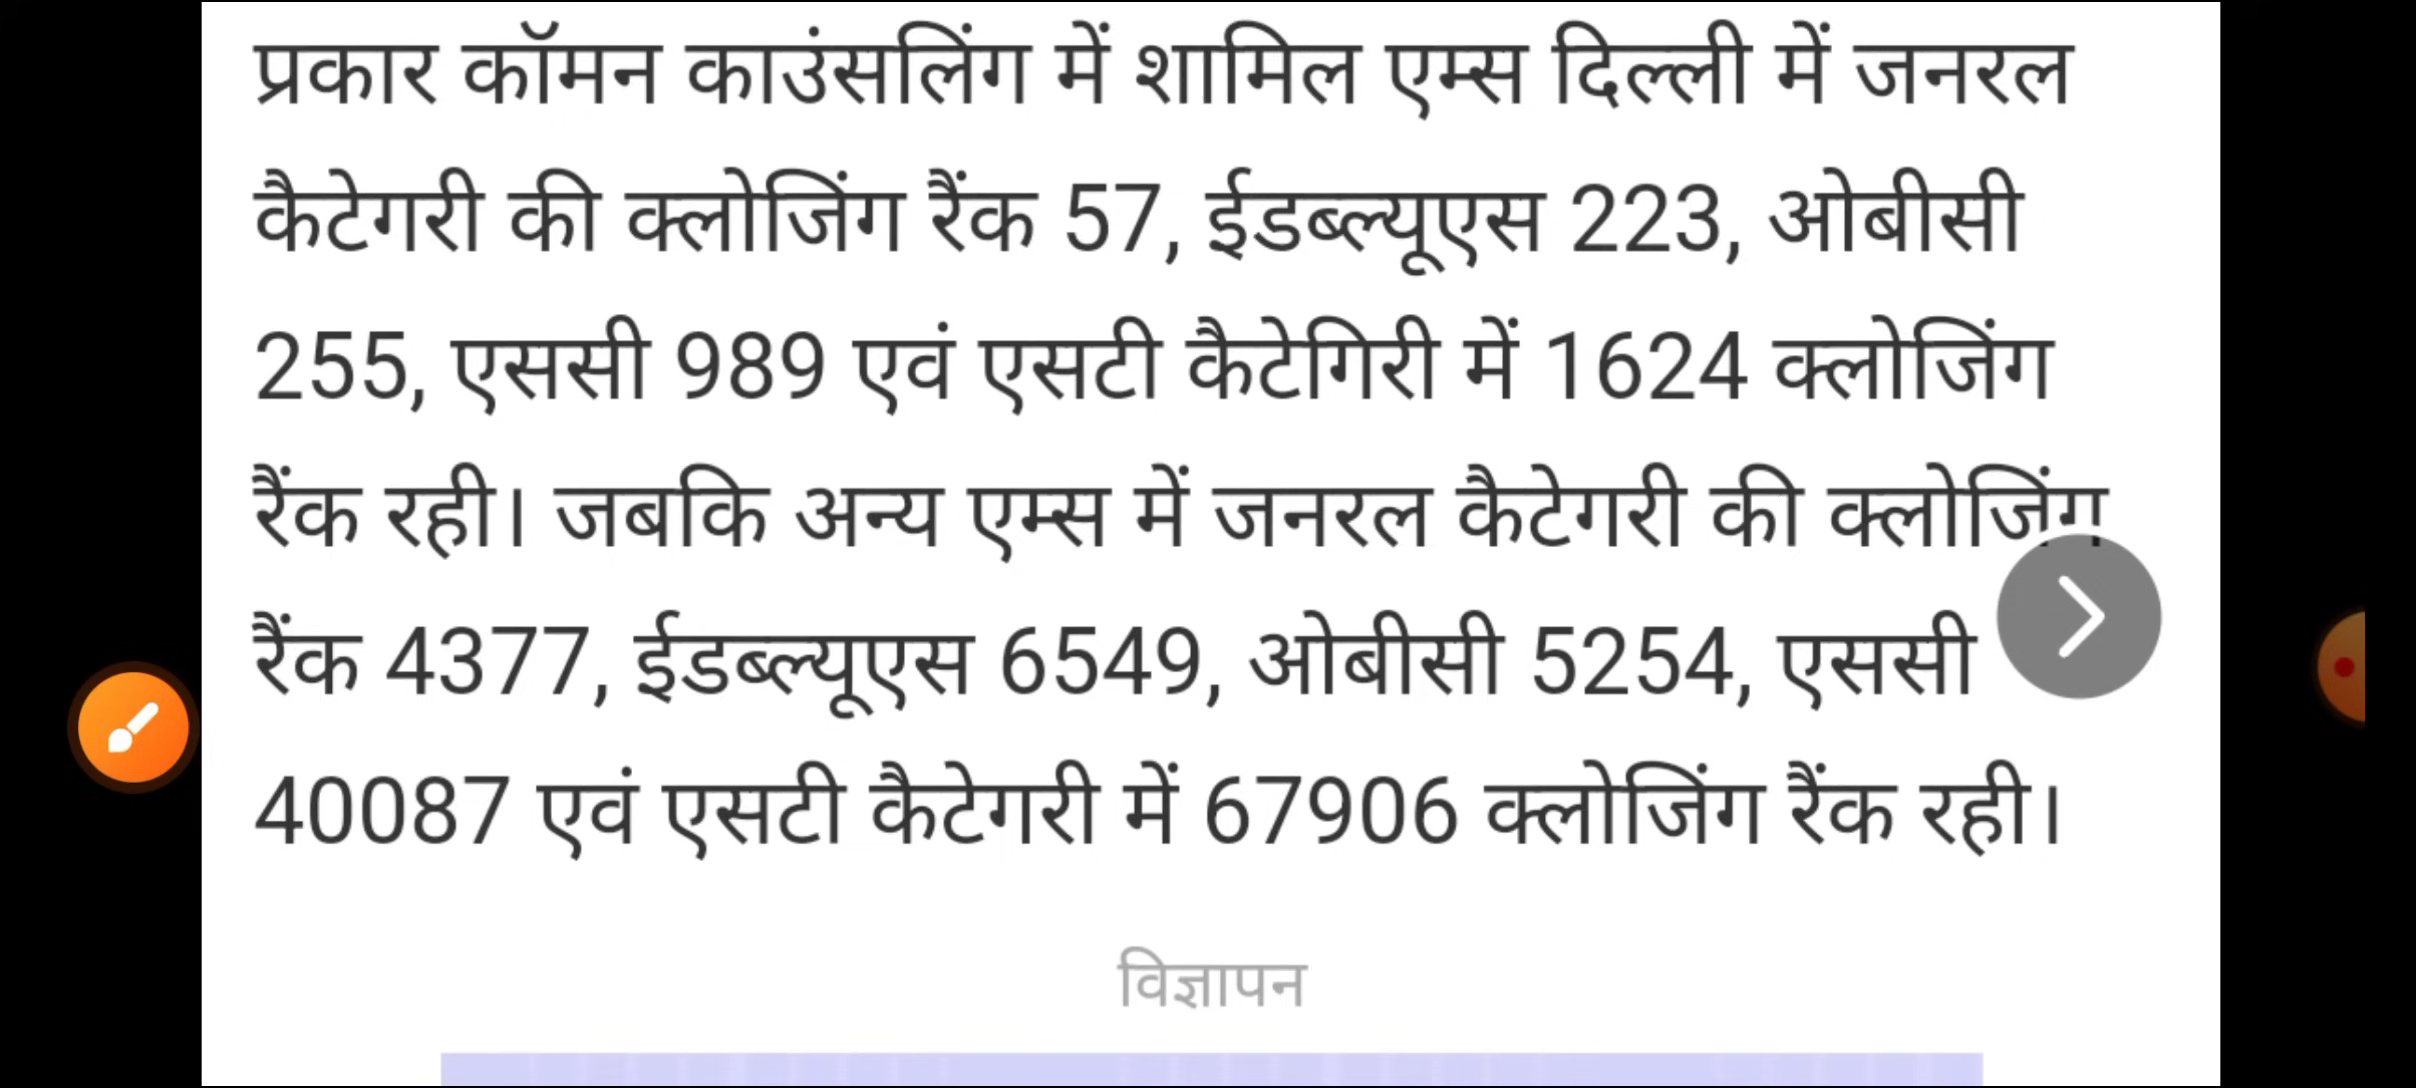 प्रकार कॉमन काउंसलिंग में शामिल एम्स दिल्ली में जनरल
कैटेगरी की क्लोजिंग रैंक 57, ईडब्ल्यूएस 223, ओबीसी
255, एससी 989 एवं एसटी कैटेगिरी में 1624 क्लोजिंग
रैंक रही। जबकि अन्य एम्स में जनरल कैटेगरी की क्लोजिंग
रैंक 4377, ईडब्ल्यूएस 6549, ओबीसी 5254, एससी
40087 एवं एसटी कैटेगरी में 67906 क्लोजिंग रैंक रही।
विज्ञापन